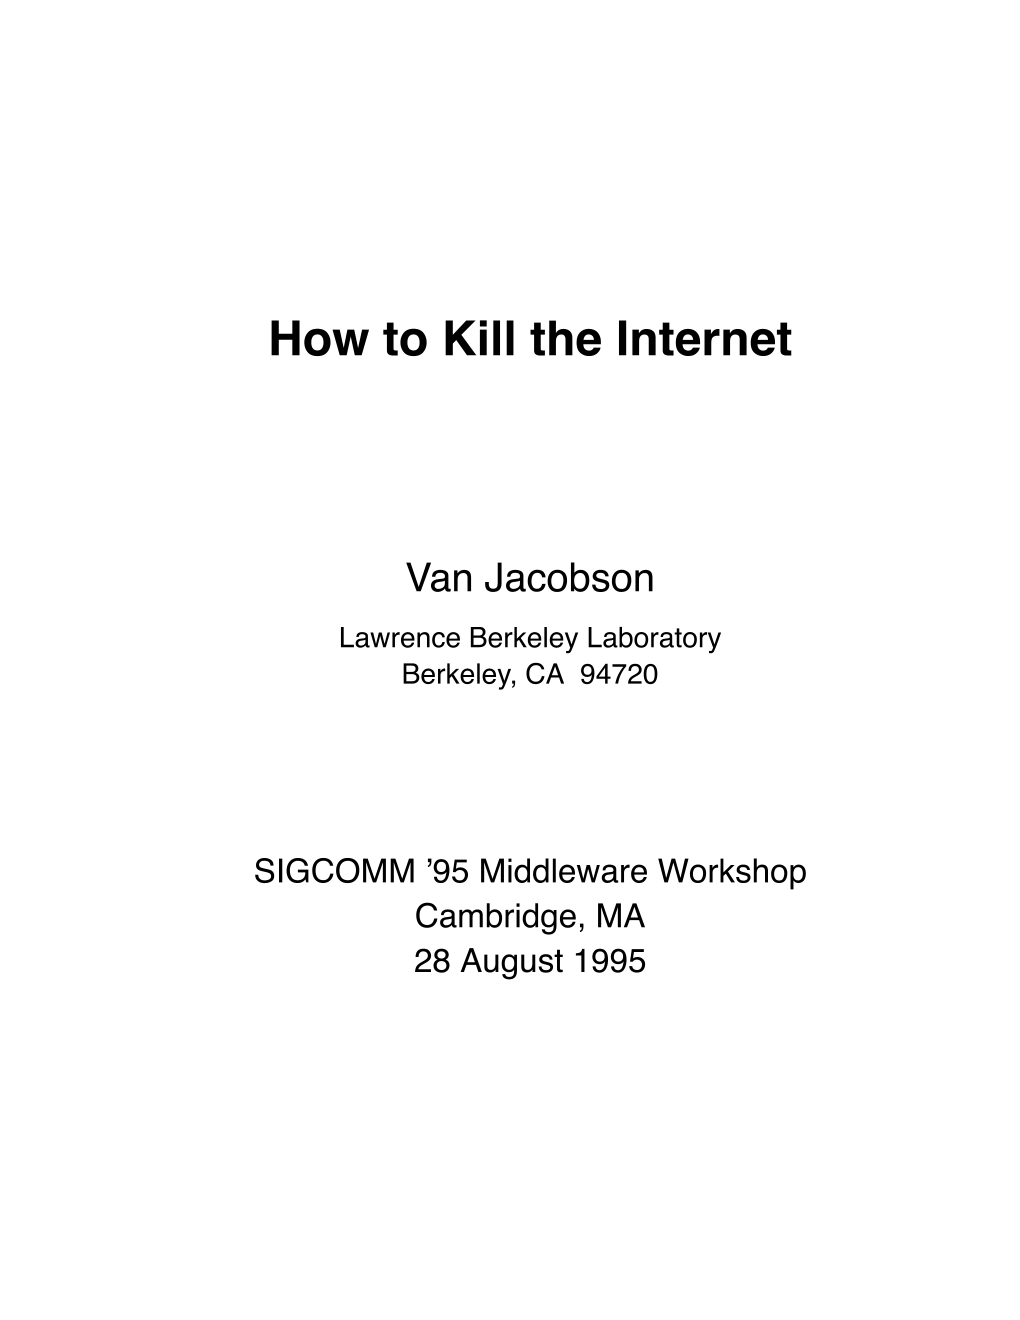 How to Kill the Internet
Van Jacobson
Lawrence Berkeley Laboratory
Berkeley, CA  94720
SIGCOMM ’95 Middleware Workshop
Cambridge, MA
28 August 1995